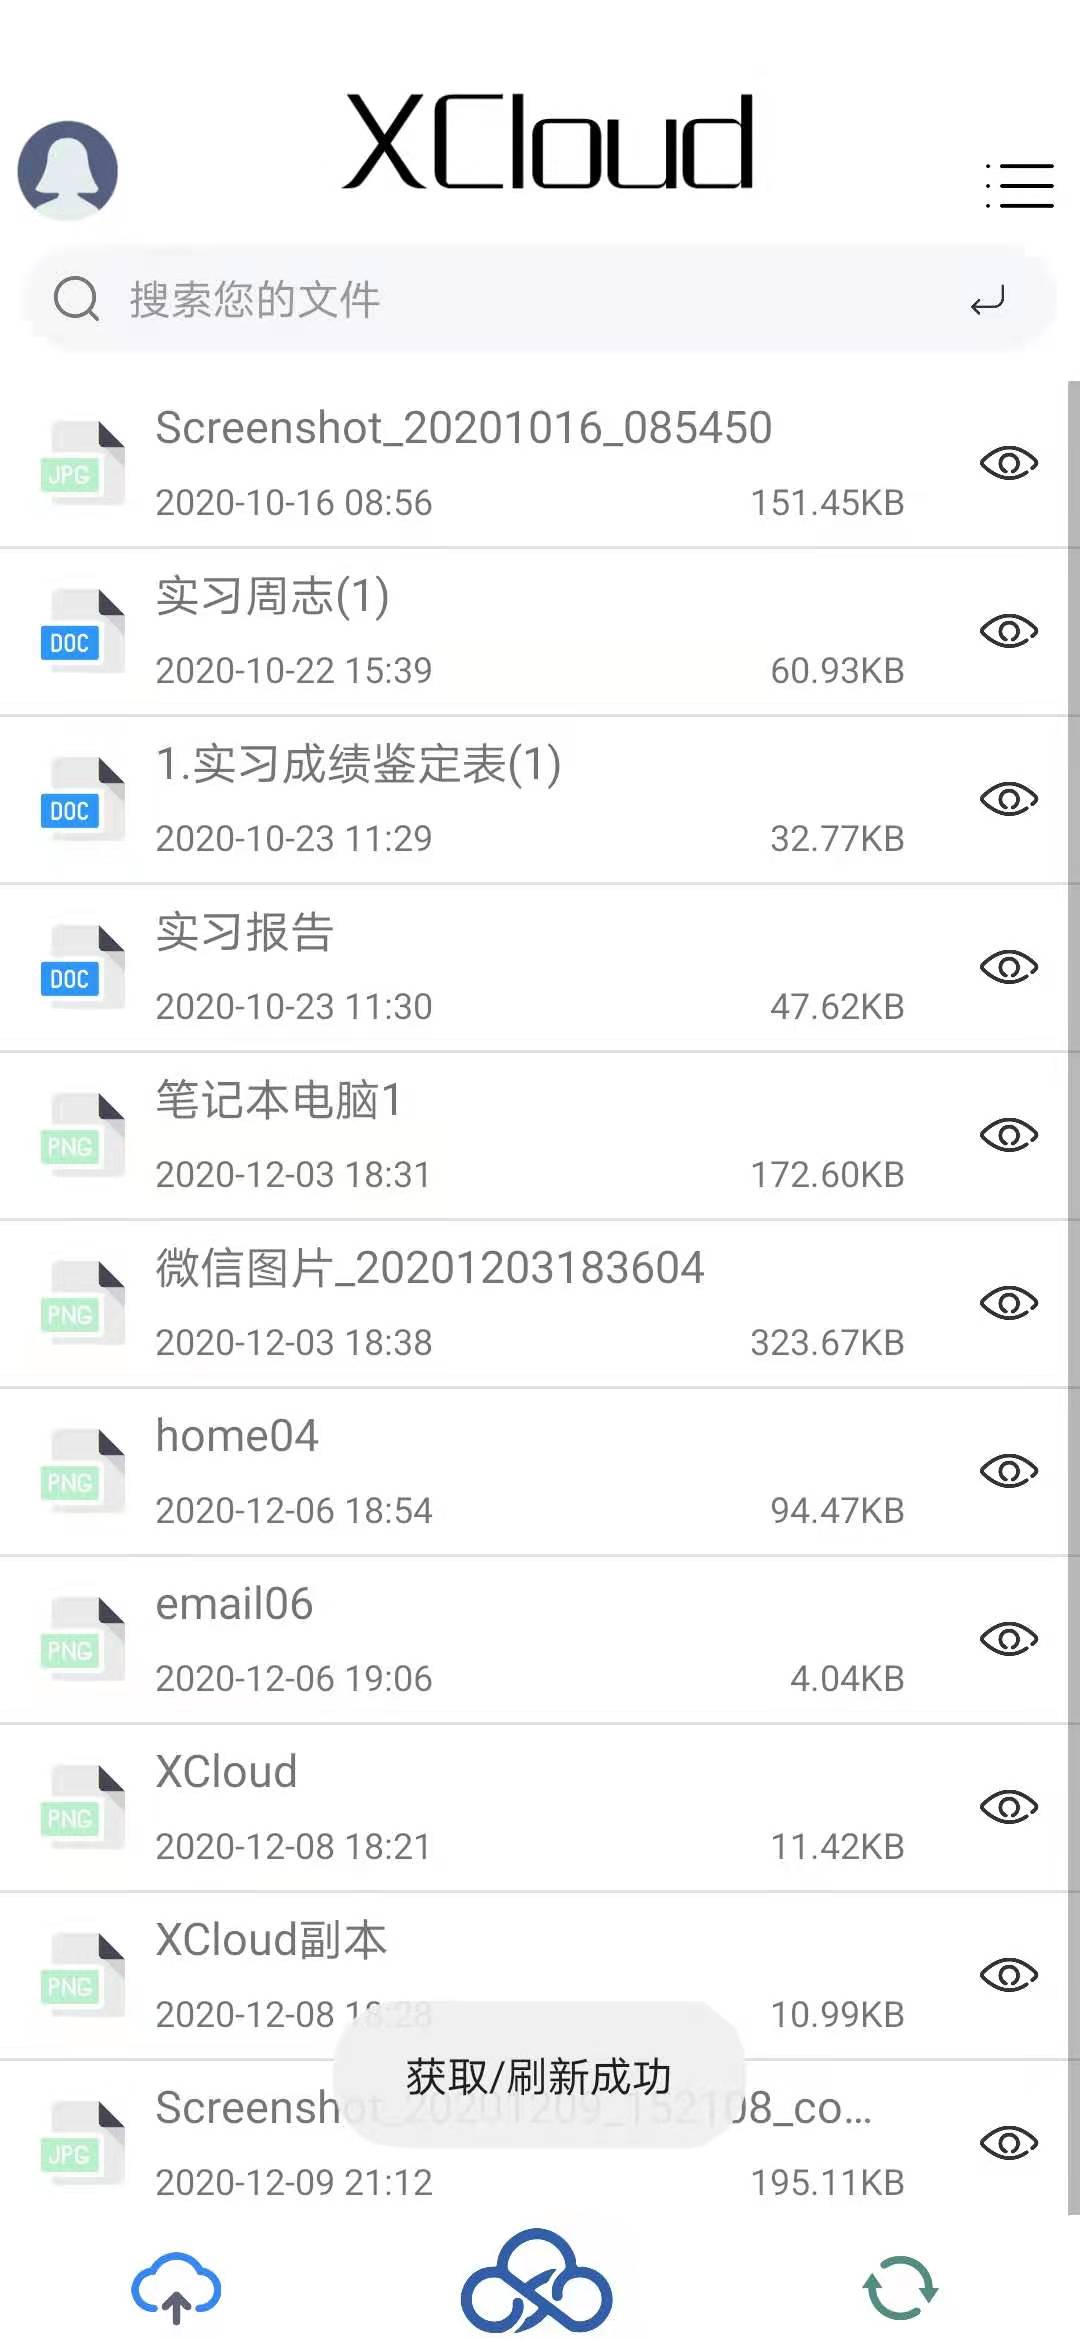 XCloud
搜索您的文件
Screenshot_20201016_085450
JPG
2020-10-16 08:56 151.45KB
实习周志(1)
DOC
2020-10-22 15:39 60.93KB
1.实习成绩鉴定表(1)
DOC
2020-10-23 11:29 32.77KB
实习报告
DOC
2020-10-23 11:30 47.62KB
笔记本电脑1
PNG
2020-12-03 18:31 172.60KB
微信图片_20201203183604
PNG
2020-12-03 18:38 323.67KB
home04
PNG
2020-12-06 18:54 94.47KB
email06
PNG
2020-12-06 19:06 4.04KB
XCloud
PNG
2020-12-08 18:21 11.42KB
XCloud副本
PNG
2020-12-08 18:28 10.99KB
获取/刷新成功
Screenshot_20201209_152108_co...
JPG
2020-12-09 21:12 195.11KB